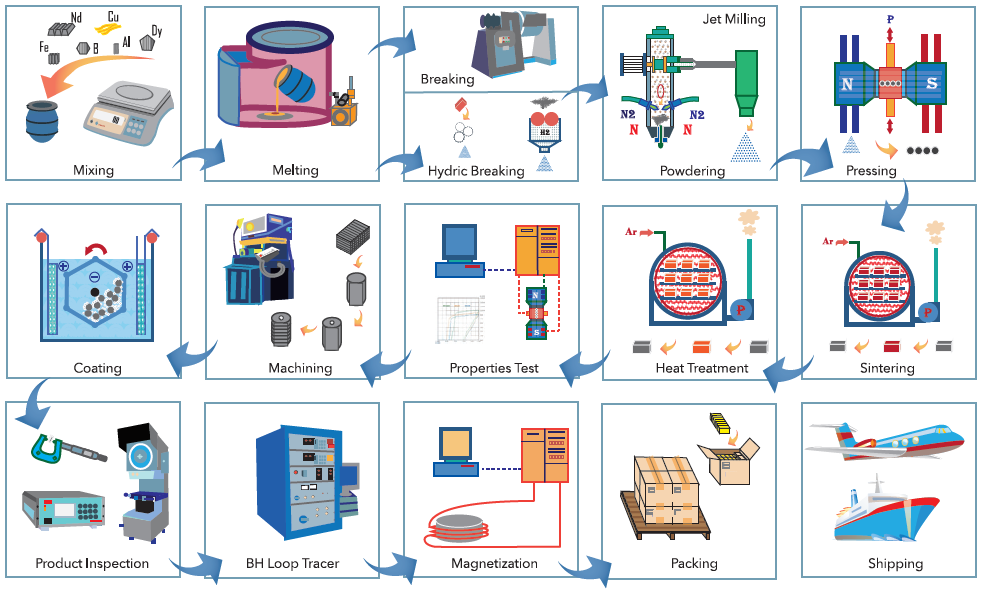 Nd
Cu
Fe
B
Al
Dy
Mixing
Melting
Breaking
H2
Hydric Breaking
Jet Milling
N2
N2
N
N
Powdering
P
N
S
Pressing
Coating
Machining
N
S
Properties Test
Ar
P
Heat Treatment
Ar
P
Sintering
Product Inspection
BH Loop Tracer
Magnetization
Packing
Shipping